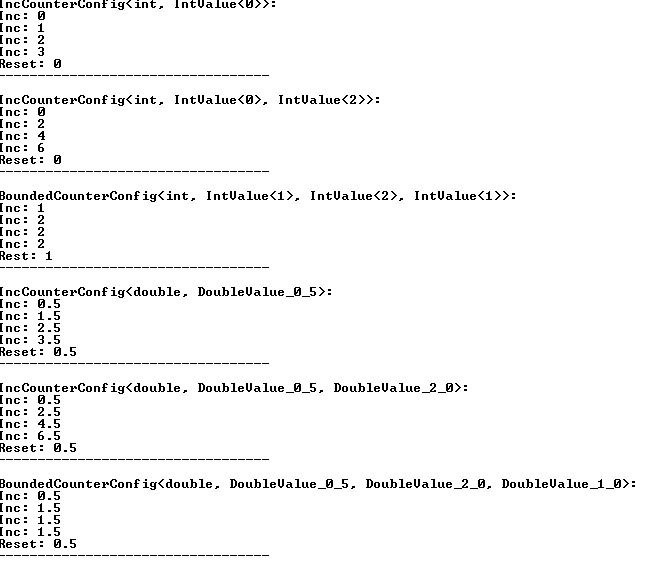 IncCounterConfig<int, IntValue<0>>:
Inc: 0
Inc: 1
Inc: 2
Inc: 3
Reset: 0
----------------------------------
IncCounterConfig<int, IntValue<0>, IntValue<2>>:
Inc: 0
Inc: 2
Inc: 4
Inc: 6
Reset: 0
----------------------------------
BoundedCounterConfig<int, IntValue<1>, IntValue<2>, IntValue<1>>:
Inc: 1
Inc: 2
Inc: 2
Inc: 2
Rest: 1
----------------------------------
IncCounterConfig<double, DoubleValue_0_5>:
Inc: 0.5
Inc: 1.5
Inc: 2.5
Inc: 3.5
Reset: 0.5
----------------------------------
IncCounterConfig<double, DoubleValue_0_5, DoubleValue_2_0>:
Inc: 0.5
Inc: 2.5
Inc: 4.5
Inc: 6.5
Reset: 0.5
----------------------------------
BoundedCounterConfig<double, DoubleValue_0_5, DoubleValue_2_0, DoubleValue_1_0>:
Inc: 0.5
Inc: 1.5
Inc: 1.5
Inc: 1.5
Reset: 0.5
----------------------------------